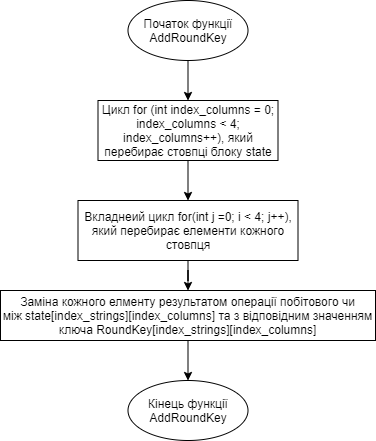 Початок функції
AddRoundKey
Цикл for (int index_columns = 0;
index_columns < 4;
index_columns++), який
перебирає стовпці блоку state
Вкладнеий цикл for(int j =0; i < 4; j++),
який перебирає елементи кожного
стовпця
Заміна кожного елменту результатом операції побітового чи
між state[index_strings][index_columns] та з відповідним значенням
ключа RoundKey[index_strings][index_columns]
Кінець функції
AddRoundKey